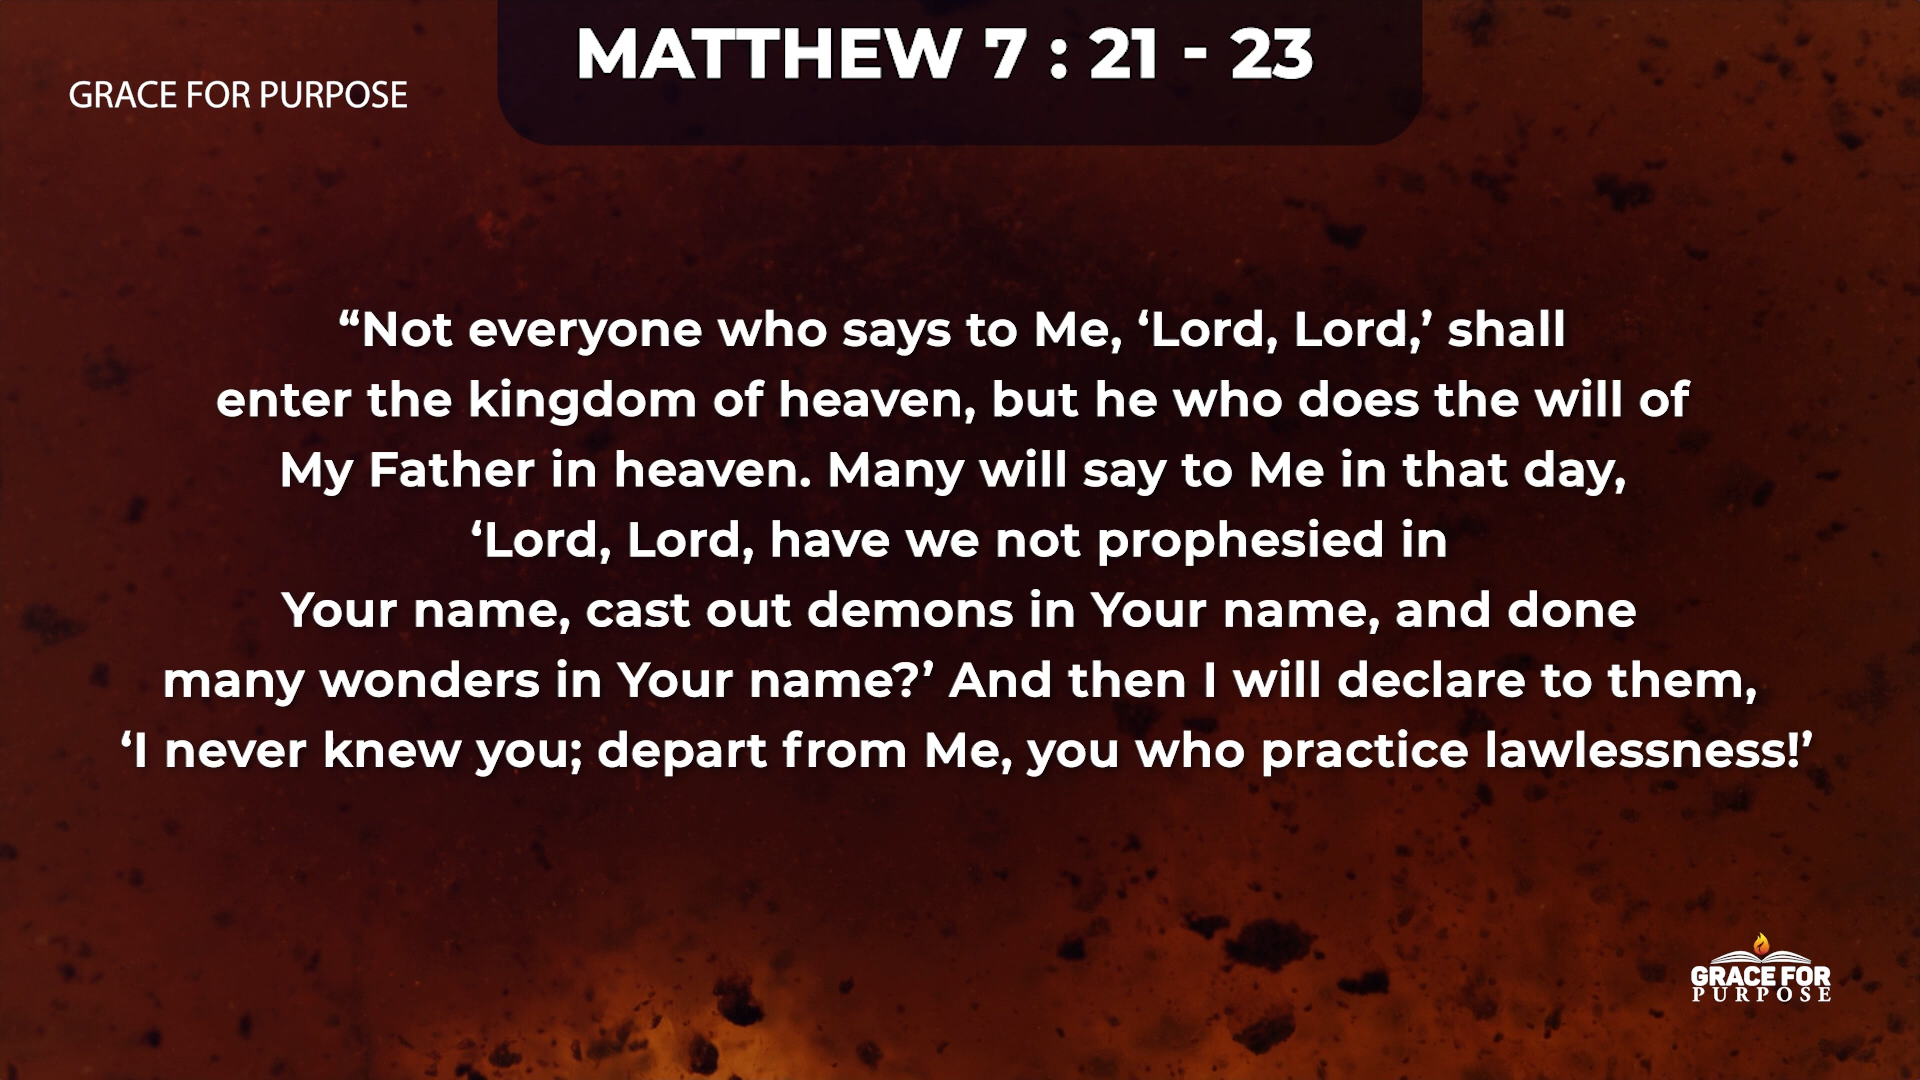 MATTHEW 7 : 21 - 23
GRACE FOR PURPOSE
“Not everyone who says to Me, ‘Lord, Lord,’ shall
enter the kingdom of heaven, but he who does the will of
My Father in heaven. Many will say to Me in that day,
‘Lord, Lord, have we not prophesied in
Your name, cast out demons in Your name, and done
many wonders in Your name?’ And then I will declare to them,
‘I never knew you; depart from Me, you who practice lawlessness!’
GRACE FOR
PURPOSE